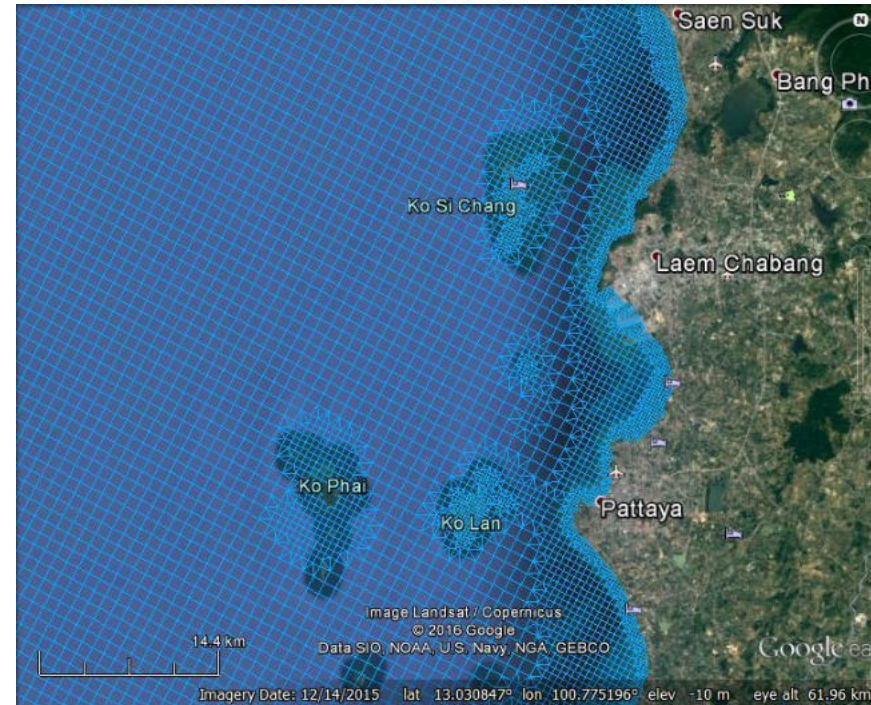 Saen Suk
N
Bang Ph
Ko Si Chang
Laem Chabang
Ko Phai
Ko Lan
Pattaya
Image Landsat / Copernicus
© 2016 Google
Data SIO, NOAA, U.S. Navy, NGA, GEBCO
14.4 km
Google ea
Imagery Date: 12/14/2015 lat 13.030847° lon 100.775196° elev -10 m eye alt 61.96 km